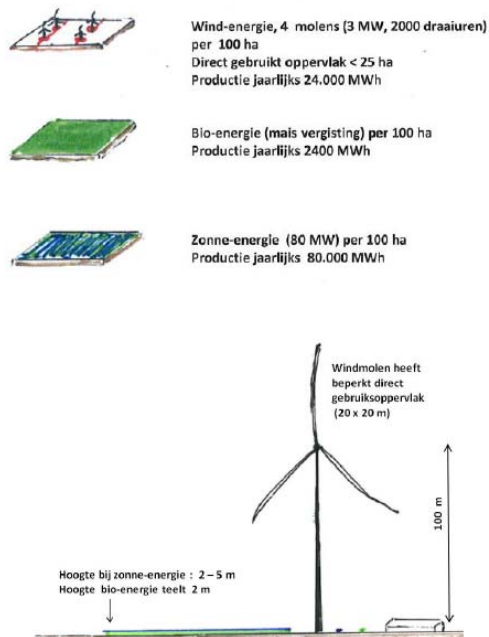 Wind-energie, 4 molens (3 MW, 2000 draaiuren)
per 100 ha
Direct gebruikt oppervlak < 25 ha
Productie jaarlijks 24.000 MWh
Bio-energie (mais vergisting) per 100 ha
Productie jaarlijks 2400 MWh
Zonne-energie (80 MW) per 100 ha
Productie jaarlijks 80.000 MWh
Windmolen heeft
beperkt direct
gebruiksoppervlak
(20 x 20 m)
100 m
Hoogte bij zonne-energie : 2 – 5 m
Hoogte bio-energie teelt 2 m